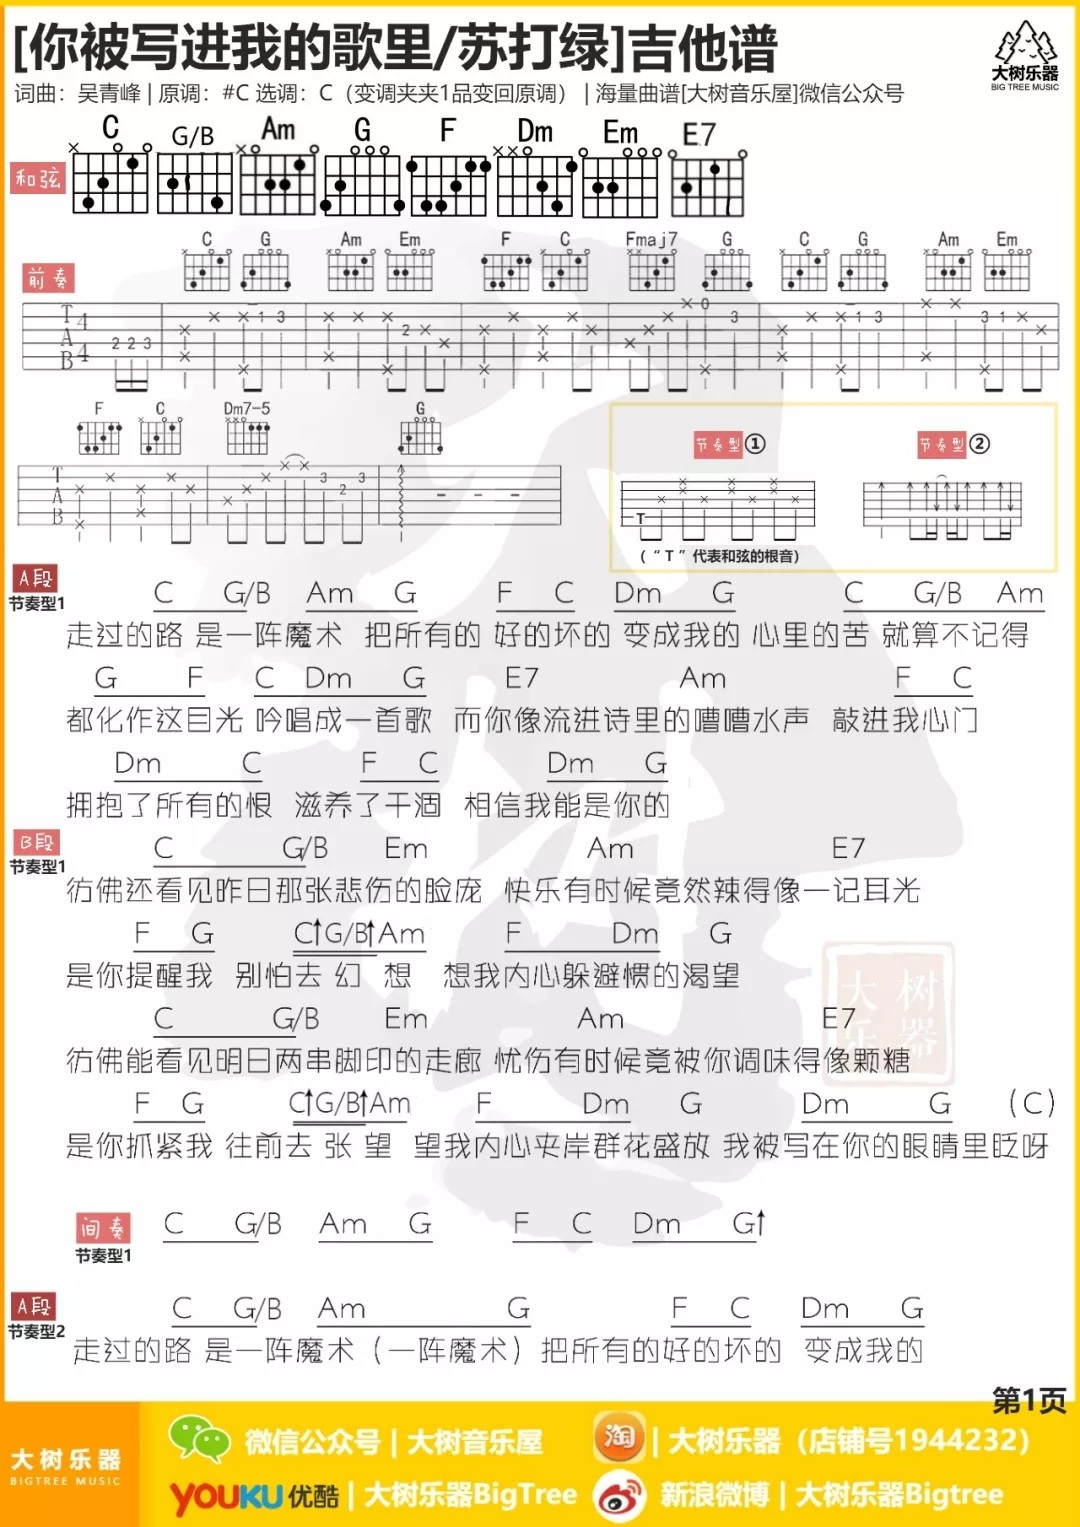 [你被写进我的歌里/苏打绿]吉他谱
大树乐器
BIG TREE MUSIC
词曲：吴青峰 | 原调：#C 选调：C（变调夹夹1品变回原调） | 海量曲谱[大树音乐屋]微信公众号
和弦 C G/B Am G F Dm Em E7
前奏 C G Am Em F C Fmaj7 G C G Am Em
T A B 4 4 2 2 3 1 3 2 0 3 1 3 3 1
F C Dm7-5 G
T A B 3 2 3
节奏型① 节奏型②
T
（“T”代表和弦的根音）
A段
节奏型1
C G/B Am G F C Dm G C G/B Am
走过的路 是一阵魔术 把所有的 好的坏的 变成我的 心里的苦 就算不记得
G F C Dm G E7 Am F C
都化作这目光 吟唱成一首歌 而你像流进诗里的嘈嘈水声 敲进我心门
Dm C F C Dm G
拥抱了所有的恨 滋养了干涸 相信我能是你的
B段
节奏型1
C G/B Em Am E7
彷佛还看见昨日那张悲伤的脸庞 快乐有时候竟然辣得像一记耳光
F G C↑G/B↑Am F Dm G
是你提醒我 别怕去 幻 想 想我内心躲避惯的渴望
C G/B Em Am E7
彷佛能看见明日两串脚印的走廊 忧伤有时候竟被你调味得像颗糖
F G C↑G/B↑Am F Dm G Dm G (C)
是你抓紧我 往前去 张 望 望我内心夹岸群花盛放 我被写在你的眼睛里眨呀
大树乐器
间奏
节奏型1
C G/B Am G F C Dm G↑
A段
节奏型2
C G/B Am G F C Dm G
走过的路 是一阵魔术（一阵魔术）把所有的好的坏的 变成我的
第1页
大树乐器
BIGTREE MUSIC
微信公众号 | 大树音乐屋
淘 | 大树乐器（店铺号1944232）
YOUKU优酷 | 大树乐器BigTree
新浪微博 | 大树乐器Bigtree